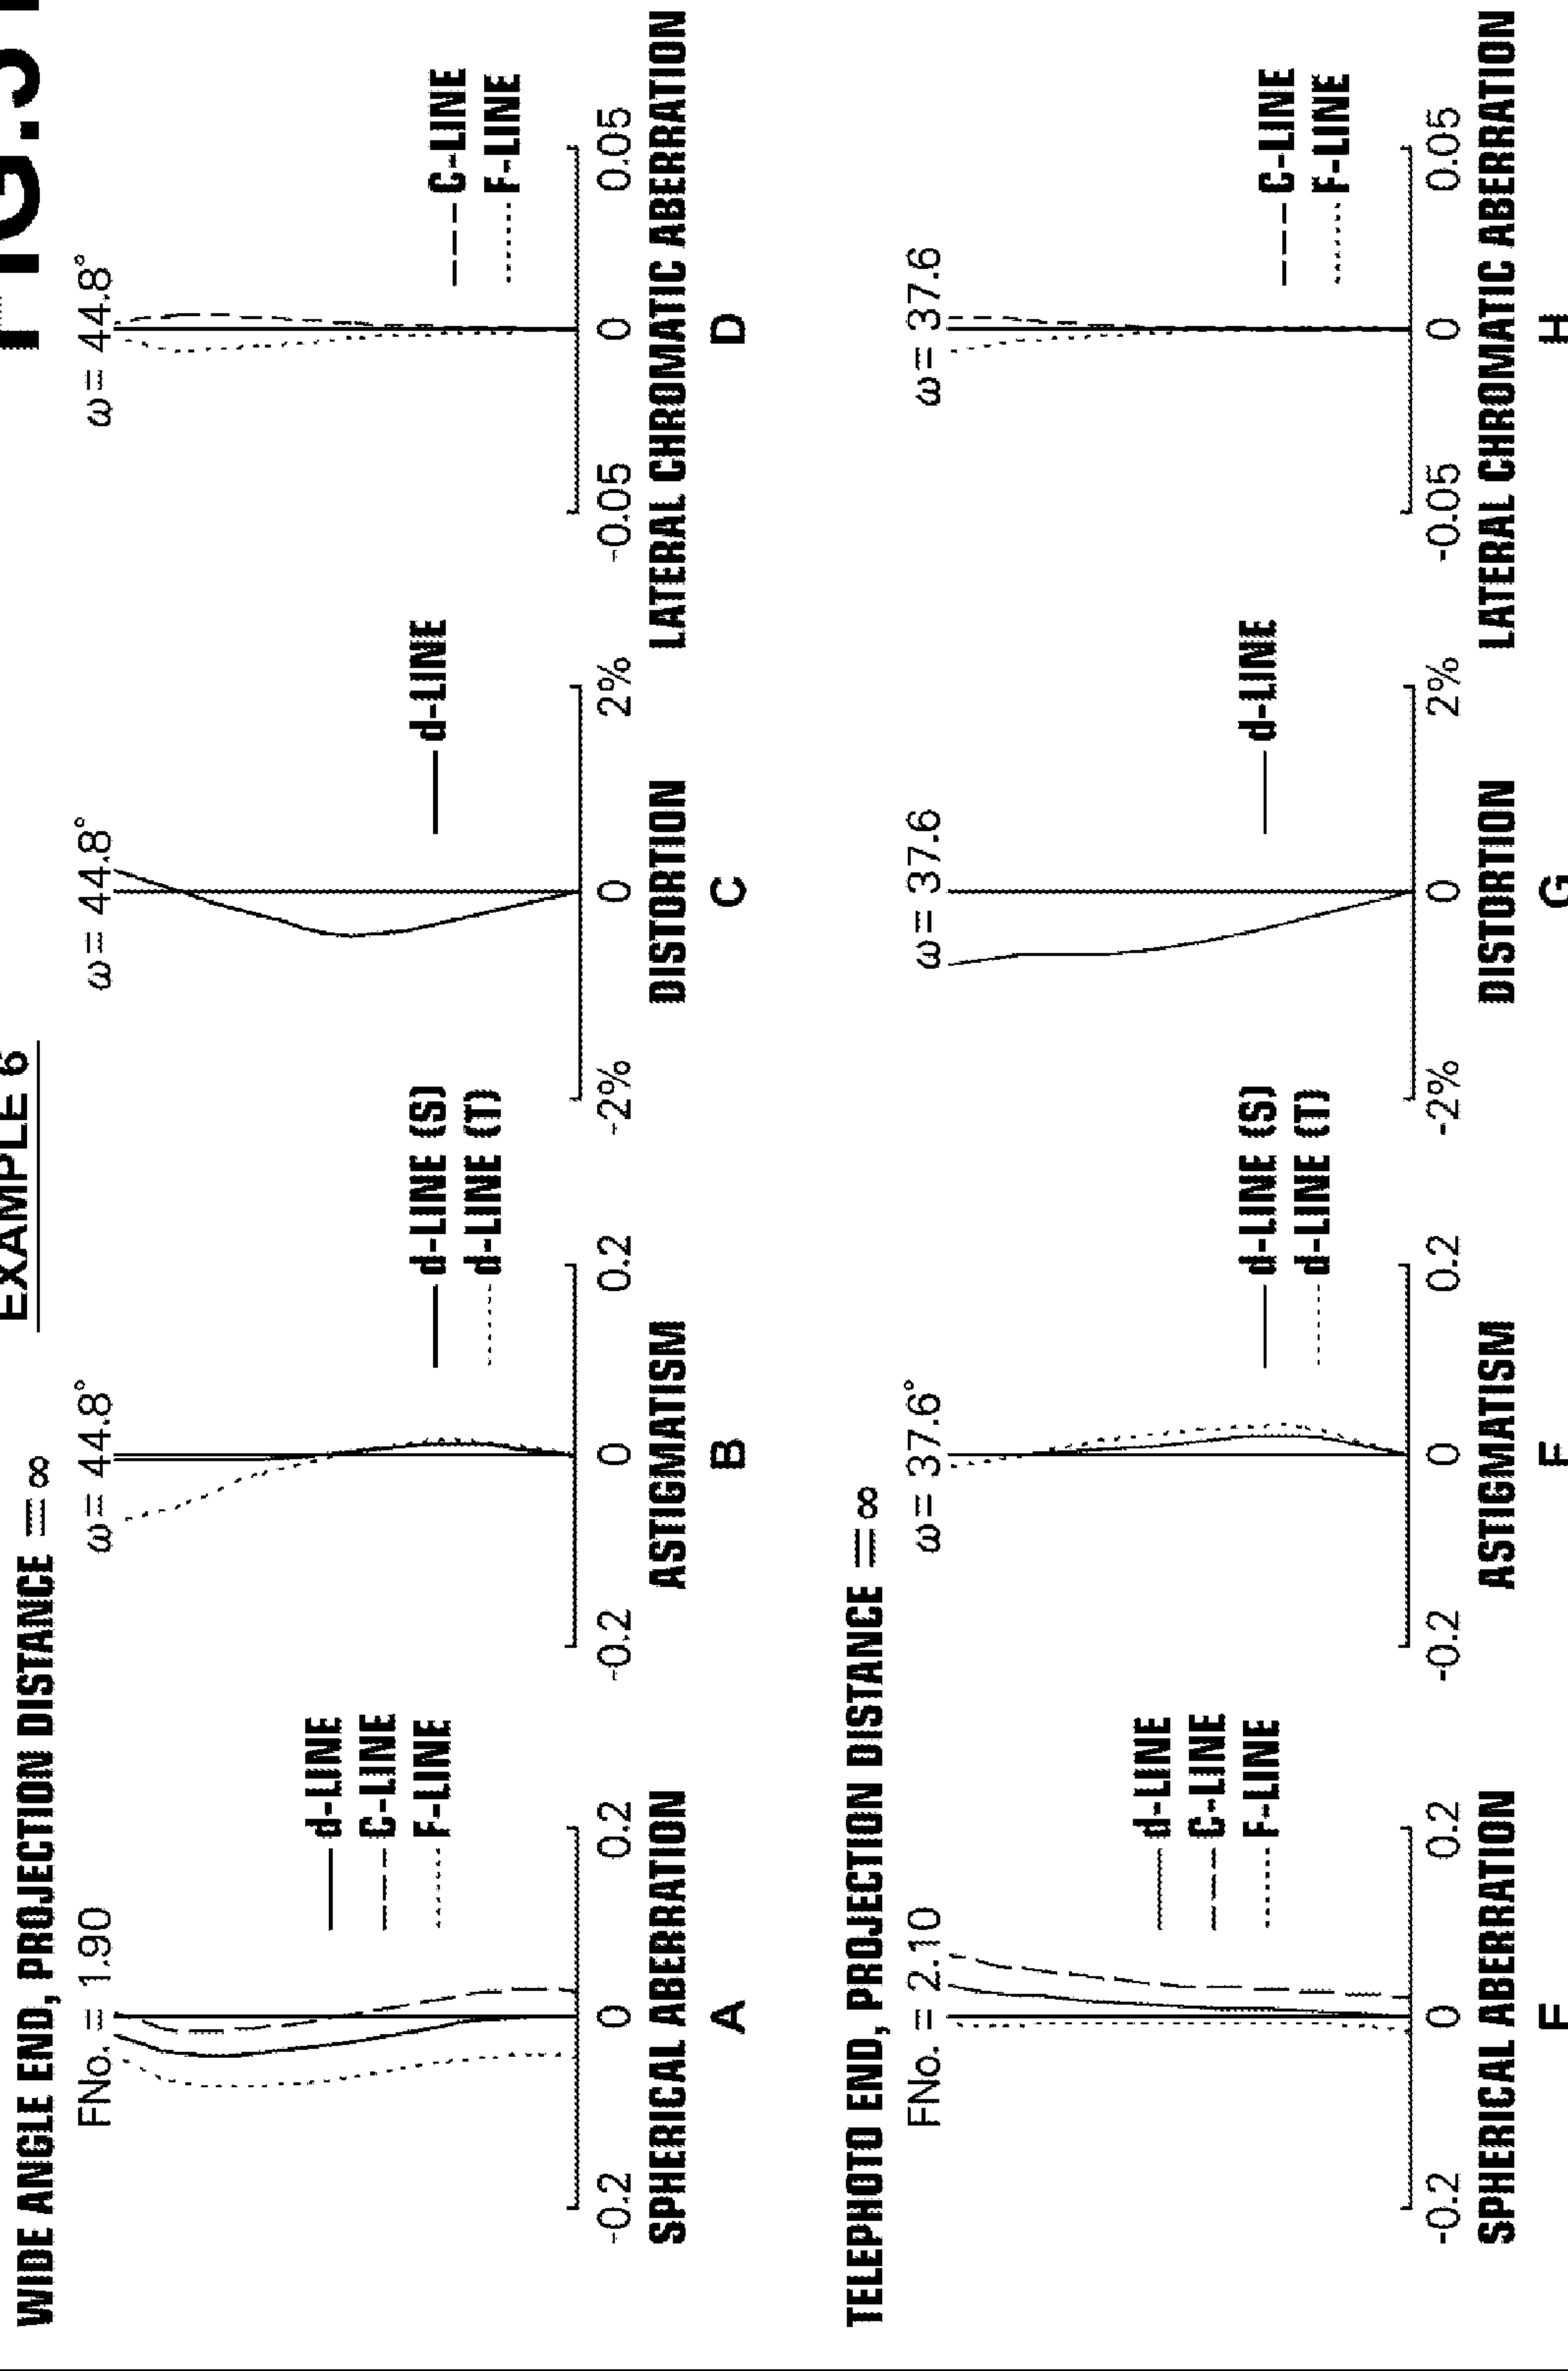 EXAMPLE 6
WIDE ANGLE END, PROJECTION DISTANCE = ∞
FNo. = 1.90
d-LINE
C-LINE
F-LINE
-0.2 0 0.2
SPHERICAL ABERRATION
A
ω = 44.8°
d-LINE (S)
d-LINE (T)
-0.2 0 0.2
ASTIGMATISM
B
ω = 44.8°
d-LINE
-2% 0 2%
DISTORTION
C
ω = 44.8°
C-LINE
F-LINE
-0.05 0 0.05
LATERAL CHROMATIC ABERRATION
D
TELEPHOTO END, PROJECTION DISTANCE = ∞
FNo. = 2.10
d-LINE
C-LINE
F-LINE
-0.2 0 0.2
SPHERICAL ABERRATION
ω = 37.6°
d-LINE (S)
d-LINE (T)
-0.2 0 0.2
ASTIGMATISM
ω = 37.6
d-LINE
-2% 0 2%
DISTORTION
G
ω = 37.6
C-LINE
F-LINE
-0.05 0 0.05
LATERAL CHROMATIC ABERRATION
H